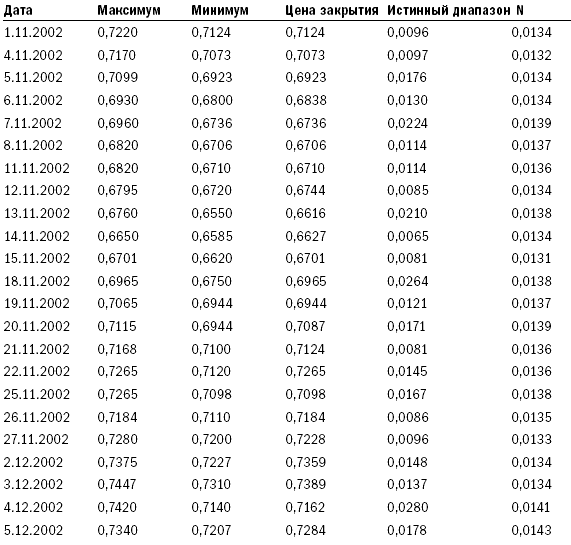 Дата Максимум Минимум Цена закрытия Истинный диапазон N
1.11.2002 0,7220 0,7124 0,7124 0,0096 0,0134
4.11.2002 0,7170 0,7073 0,7073 0,0097 0,0132
5.11.2002 0,7099 0,6923 0,6923 0,0176 0,0134
6.11.2002 0,6930 0,6800 0,6838 0,0130 0,0134
7.11.2002 0,6960 0,6736 0,6736 0,0224 0,0139
8.11.2002 0,6820 0,6706 0,6706 0,0114 0,0137
11.11.2002 0,6820 0,6710 0,6710 0,0114 0,0136
12.11.2002 0,6795 0,6720 0,6744 0,0085 0,0134
13.11.2002 0,6760 0,6550 0,6616 0,0210 0,0138
14.11.2002 0,6650 0,6585 0,6627 0,0065 0,0134
15.11.2002 0,6701 0,6620 0,6701 0,0081 0,0131
18.11.2002 0,6965 0,6750 0,6965 0,0264 0,0138
19.11.2002 0,7065 0,6944 0,6944 0,0121 0,0137
20.11.2002 0,7115 0,6944 0,7087 0,0171 0,0139
21.11.2002 0,7168 0,7100 0,7124 0,0081 0,0136
22.11.2002 0,7265 0,7120 0,7265 0,0145 0,0136
25.11.2002 0,7265 0,7098 0,7098 0,0167 0,0138
26.11.2002 0,7184 0,7110 0,7184 0,0086 0,0135
27.11.2002 0,7280 0,7200 0,7228 0,0096 0,0133
2.12.2002 0,7375 0,7227 0,7359 0,0148 0,0134
3.12.2002 0,7447 0,7310 0,7389 0,0137 0,0134
4.12.2002 0,7420 0,7140 0,7162 0,0280 0,0141
5.12.2002 0,7340 0,7207 0,7284 0,0178 0,0143